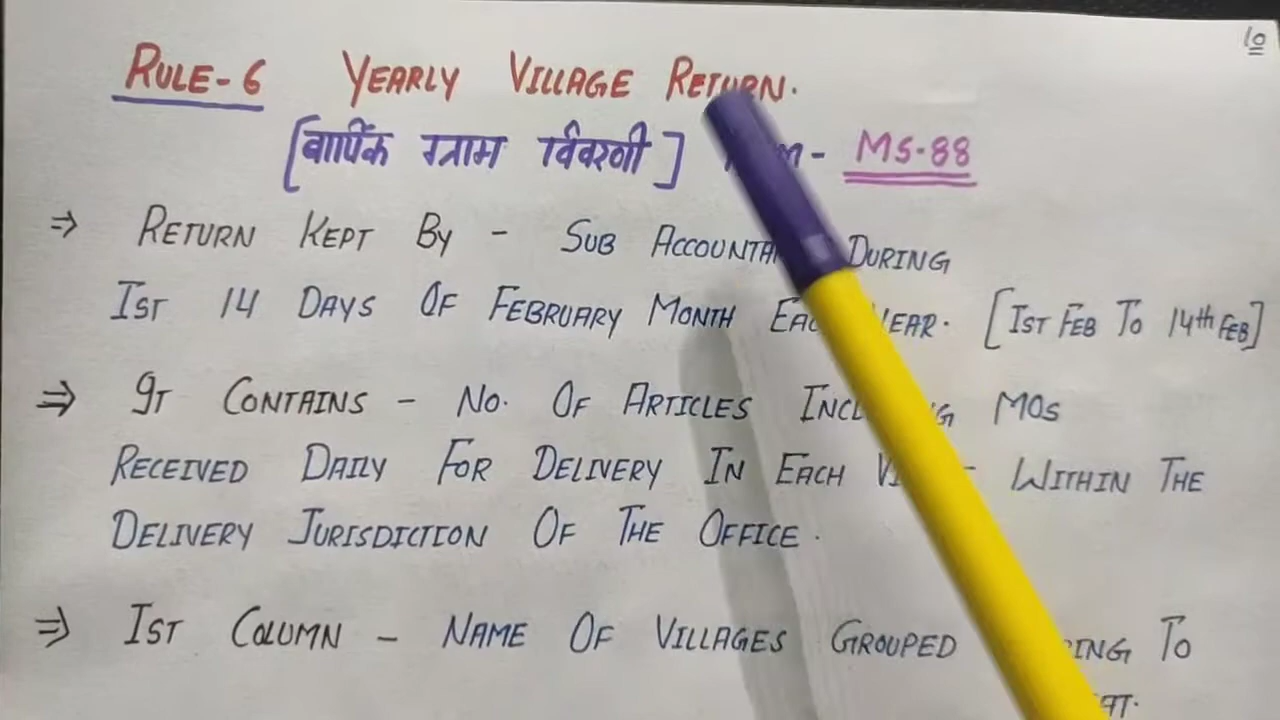 10
RULE-6 YEARLY VILLAGE RETURN.
[वार्षिक ग्राम विवरणी] - MS-88
⇒ RETURN KEPT BY - SUB DURING
IST 14 DAYS OF FEBRUARY MONTH [IST FEB TO 14th FEB]
⇒ IT CONTAINS - NO. OF ARTICLES MOs
RECEIVED DAILY FOR DELIVERY IN EACH - WITHIN THE
DELIVERY JURISDICTION OF THE OFFICE.
⇒ IST COLUMN - NAME OF VILLAGES GROUPED TO